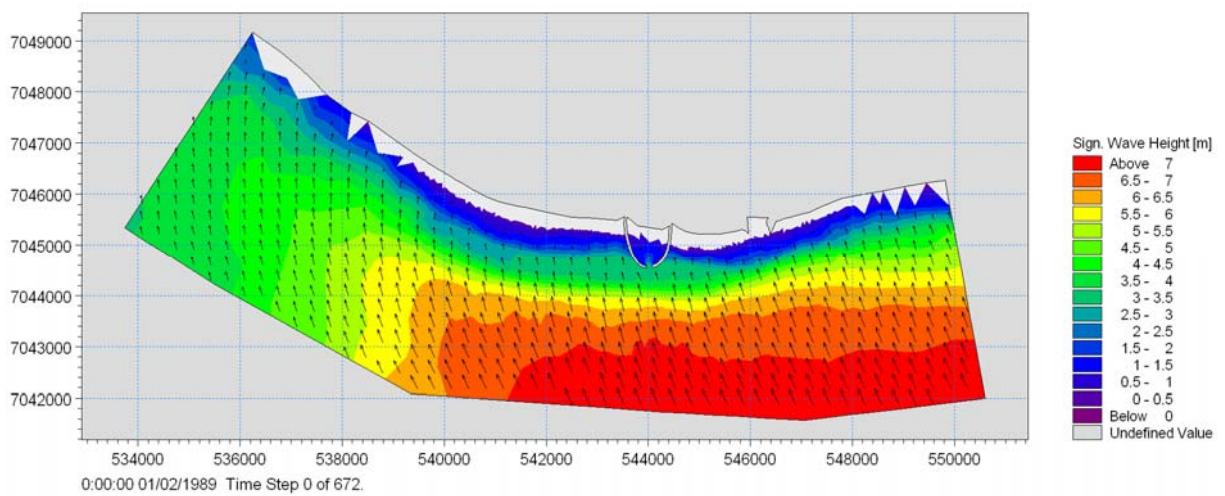 7049000
7048000
7047000
7046000
7045000
7044000
7043000
7042000
534000 536000 538000 540000 542000 544000 546000 548000 550000
0:00:00 01/02/1989 Time Step 0 of 672.
Sign. Wave Height [m]
Above 7
6.5 - 7
6 - 6.5
5.5 - 6
5 - 5.5
4.5 - 5
4 - 4.5
3.5 - 4
3 - 3.5
2.5 - 3
2 - 2.5
1.5 - 2
1 - 1.5
0.5 - 1
0 - 0.5
Below 0
Undefined Value